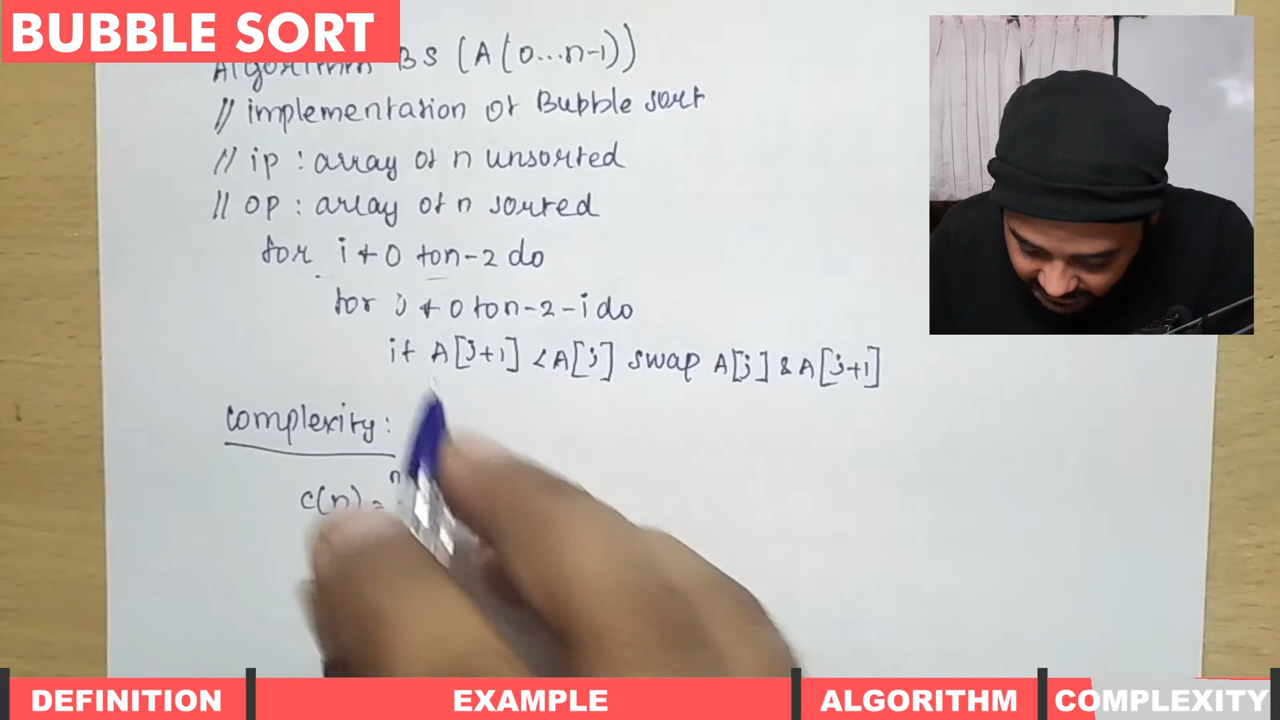 BUBBLE SORT
Algorithm BS (A(0...n-1))
// implementation of Bubble sort
// ip : array of n unsorted
// op : array of n sorted
for i ← 0 to n-2 do
for j ← 0 to n-2-i do
if A[j+1] < A[j] swap A[j] & A[j+1]
complexity:
c(n) = n
DEFINITION EXAMPLE ALGORITHM COMPLEXITY